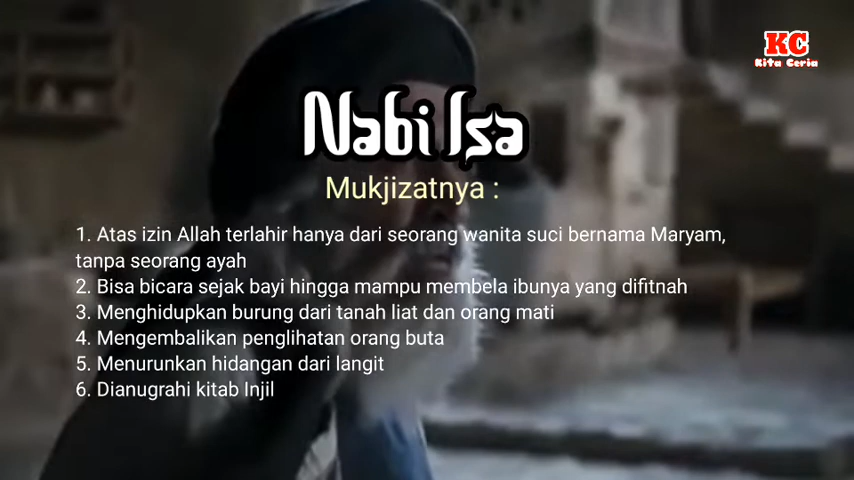 KC
Kita Ceria
Nabi Isa
Mukjizatnya :
1. Atas izin Allah terlahir hanya dari seorang wanita suci bernama Maryam,
tanpa seorang ayah
2. Bisa bicara sejak bayi hingga mampu membela ibunya yang difitnah
3. Menghidupkan burung dari tanah liat dan orang mati
4. Mengembalikan penglihatan orang buta
5. Menurunkan hidangan dari langit
6. Dianugrahi kitab Injil